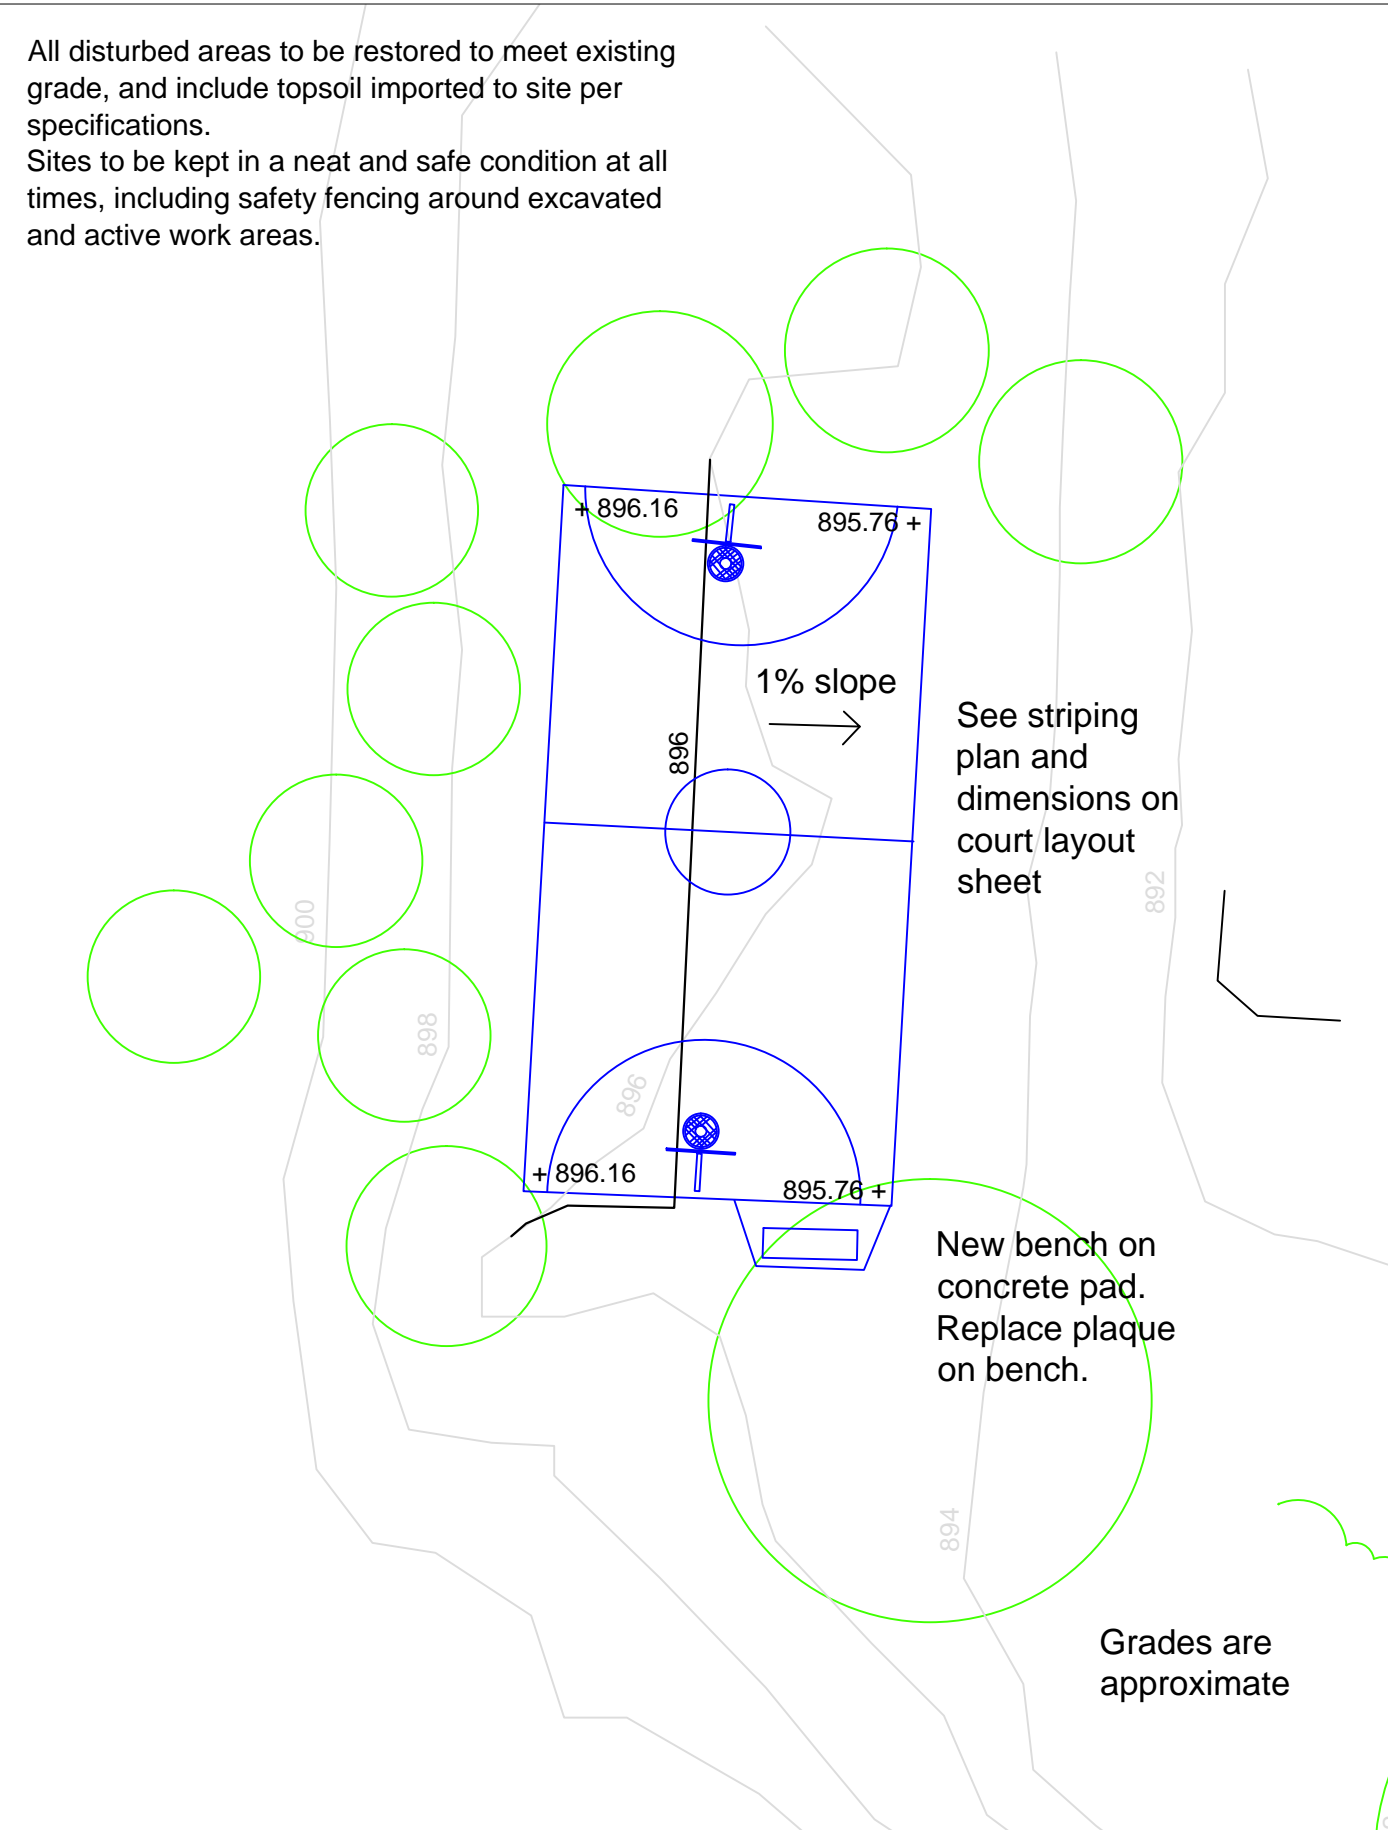 All disturbed areas to be restored to meet existing
grade, and include topsoil imported to site per
specifications.
Sites to be kept in a neat and safe condition at all
times, including safety fencing around excavated
and active work areas.
+ 896.16
895.76 +
1% slope
896
See striping
plan and
dimensions on
court layout
sheet
892
900
898
896
+ 896.16
895.76 +
New bench on
concrete pad.
Replace plaque
on bench.
894
Grades are
approximate